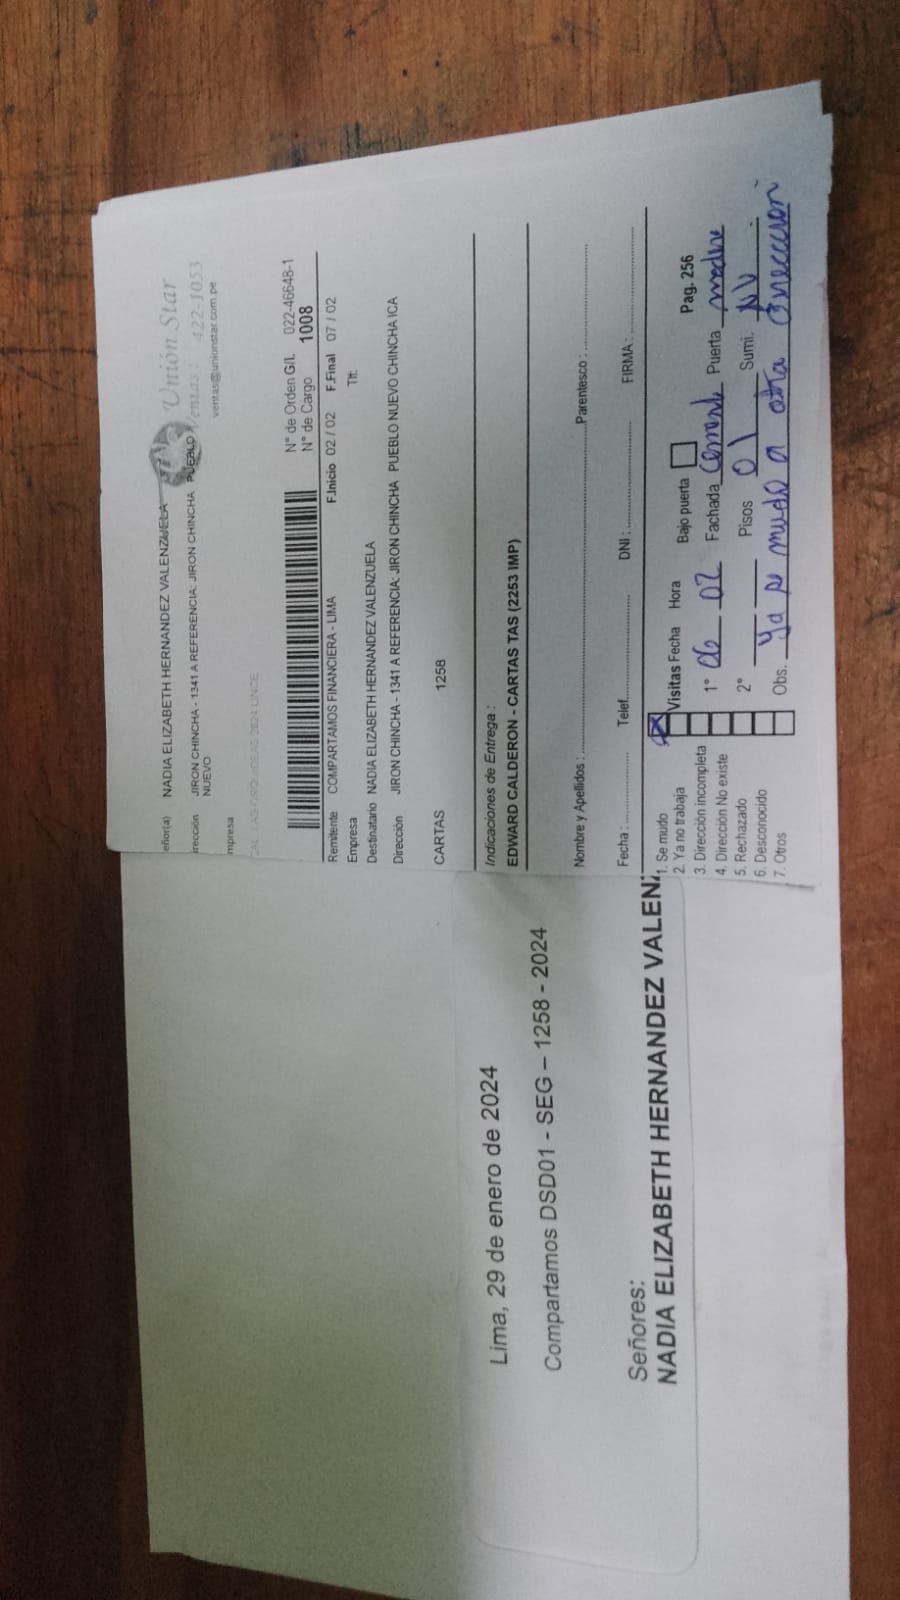 eñor(a) NADIA ELIZABETH HERNANDEZ VALENZUELA
Unión Star
irección JIRON CHINCHA - 1341 A REFERENCIA: JIRON CHINCHA PUEBLO
NUEVO
Ventas: 422-1053
ventas@unionstar.com.pe
mpresa
N° de Orden G/L 022-46648-1
N° de Cargo 1008
Remitente COMPARTAMOS FINANCIERA - LIMA F.Inicio 02 / 02 F.Final 07 / 02
Empresa Tlf:
Destinatario NADIA ELIZABETH HERNANDEZ VALENZUELA
Dirección JIRON CHINCHA - 1341 A REFERENCIA: JIRON CHINCHA PUEBLO NUEVO CHINCHA ICA
CARTAS 1258
Indicaciones de Entrega :
EDWARD CALDERON - CARTAS TAS (2253 IMP)
Nombre y Apellidos : Parentesco :
Fecha : Telef. DNI : FIRMA :
1. Se mudo
2. Ya no trabaja
3. Dirección incompleta
4. Dirección No existe
5. Rechazado
6. Desconocido
7. Otros
Visitas Fecha Hora Bajo puerta Pag. 256
1° 06 02 Fachada Puerta madera
2° Pisos 01 Sumi. NV
Obs. Ya se mudo a otra direccion
Lima, 29 de enero de 2024
Compartamos DSD01 - SEG – 1258 - 2024
Señores:
NADIA ELIZABETH HERNANDEZ VALEN